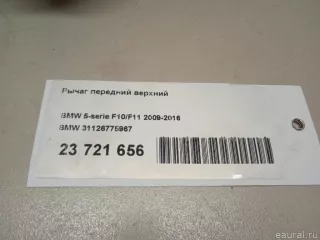 Рычаг передний верхний
BMW 5-serie F10/F11 2009-2016
BMW 31126775967
23 721 656
© eaural.ru